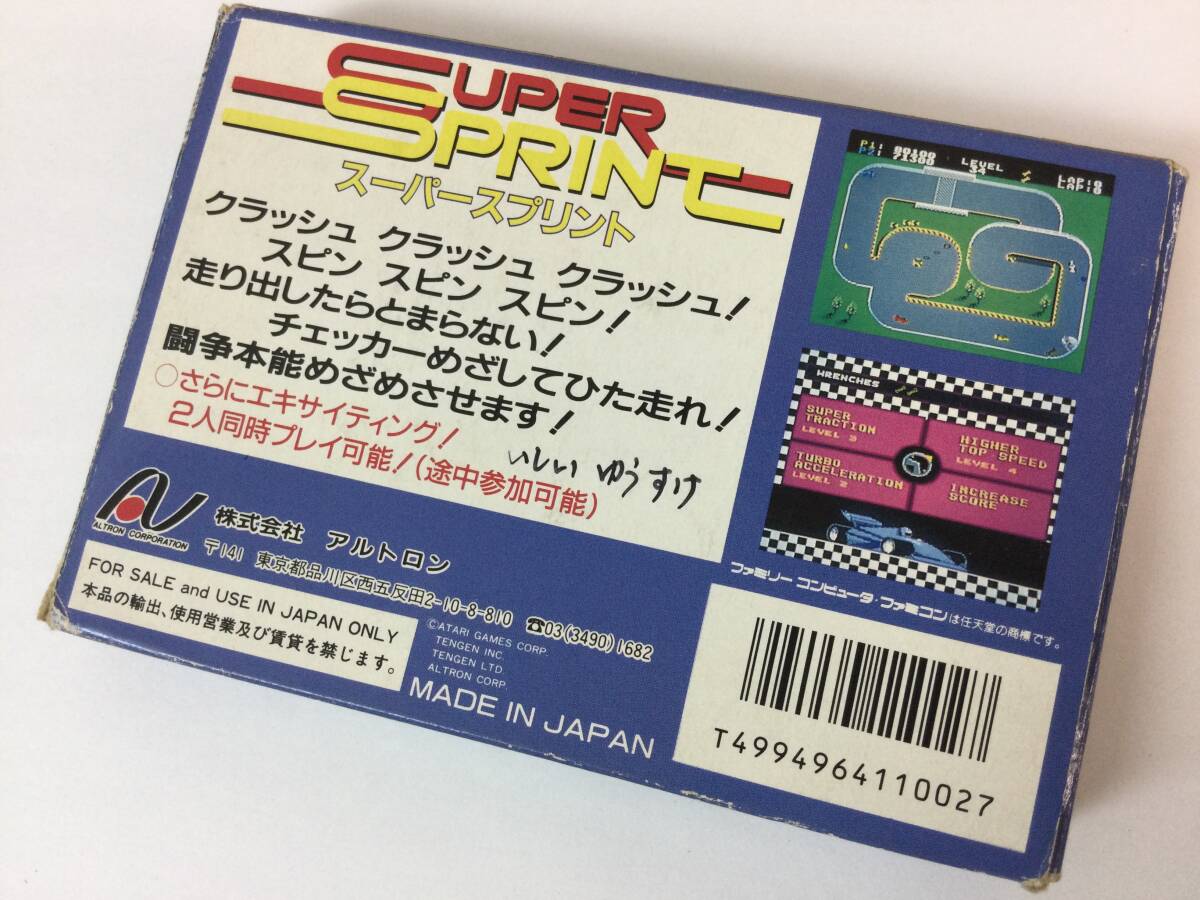 SUPER
SPRINT
スーパースプリント
クラッシュ クラッシュ クラッシュ!
スピン スピン スピン!
走り出したらとまらない!
チェッカーめざしてひた走れ!
闘争本能めざめさせます!
○さらにエキサイティング!
2人同時プレイ可能!(途中参加可能)
いしい ゆうすけ
ALTRON CORPORATION
株式会社 アルトロン
〒141 東京都品川区西五反田2-10-8-810 ☎03(3490)1682
FOR SALE and USE IN JAPAN ONLY
本品の輸出、使用営業及び賃貸を禁じます。
©ATARI GAMES CORP.
TENGEN INC.
TENGEN LTD.
ALTRON CORP.
MADE IN JAPAN
P1: 80100
P2: 71300
LEVEL
34
LAP:0
LAP:0
WRENCHES
SUPER
TRACTION
LEVEL 3
HIGHER
TOP SPEED
LEVEL 4
TURBO
ACCELERATION
LEVEL 2
INCREASE
SCORE
ファミリー コンピュータ・ファミコンは任天堂の商標です。
T4994964110027